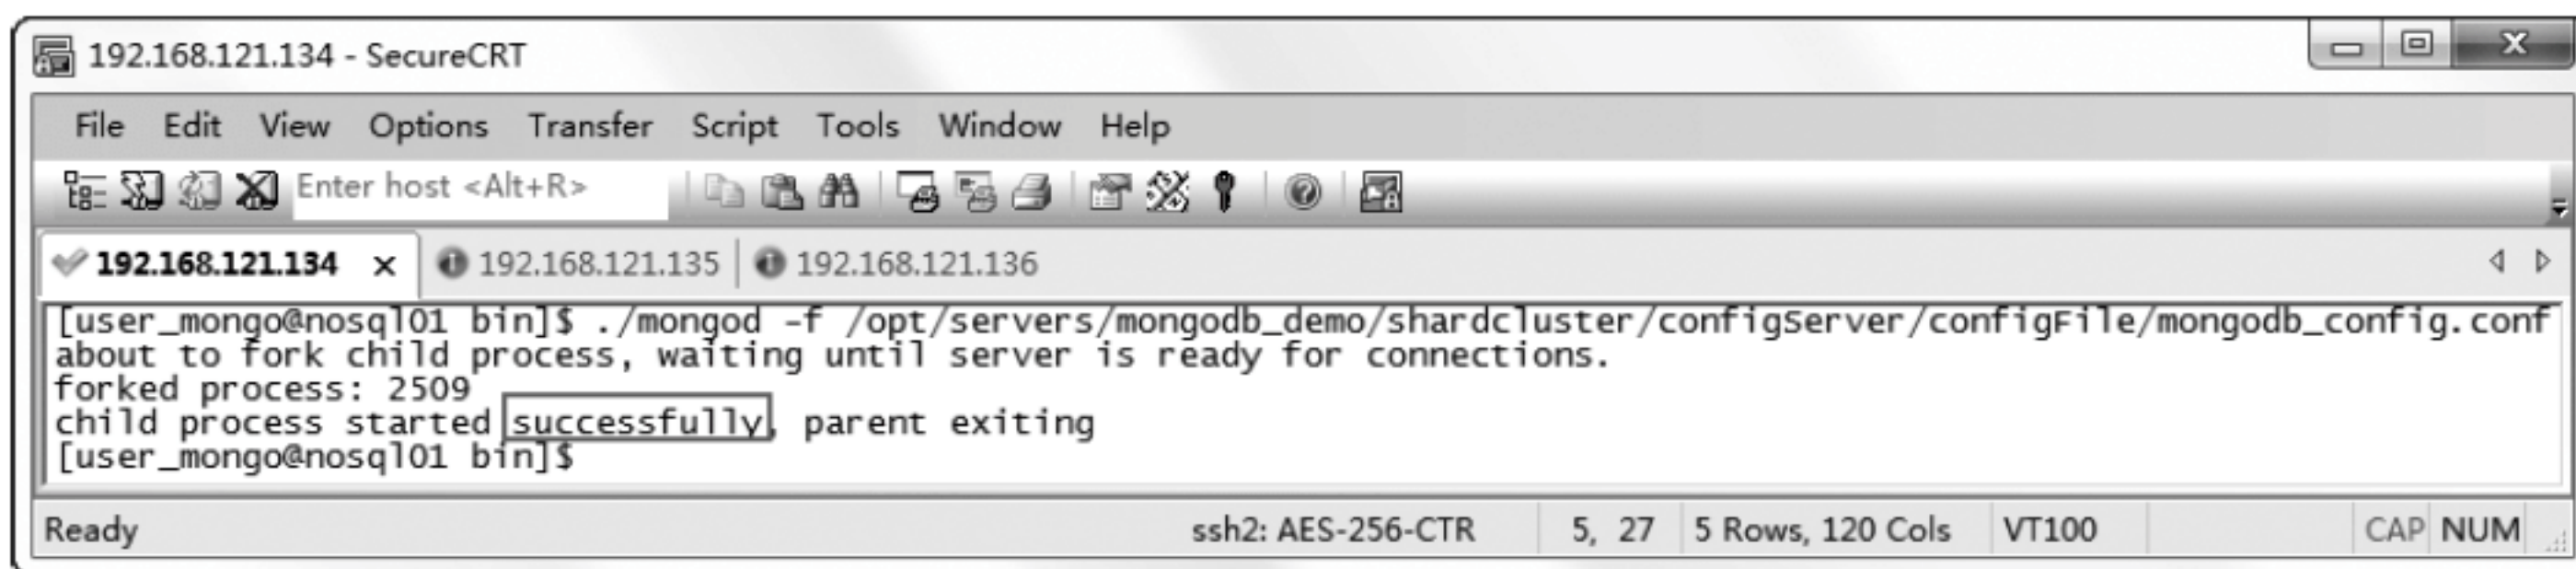 192.168.121.134 - SecureCRT
File Edit View Options Transfer Script Tools Window Help
Enter host <Alt+R>
192.168.121.134 x 192.168.121.135 192.168.121.136
[user_mongo@nosql01 bin]$ ./mongod -f /opt/servers/mongodb_demo/shardcluster/configServer/configFile/mongodb_config.conf
about to fork child process, waiting until server is ready for connections.
forked process: 2509
child process started successfully, parent exiting
[user_mongo@nosql01 bin]$
Ready ssh2: AES-256-CTR 5, 27 5 Rows, 120 Cols VT100 CAP NUM